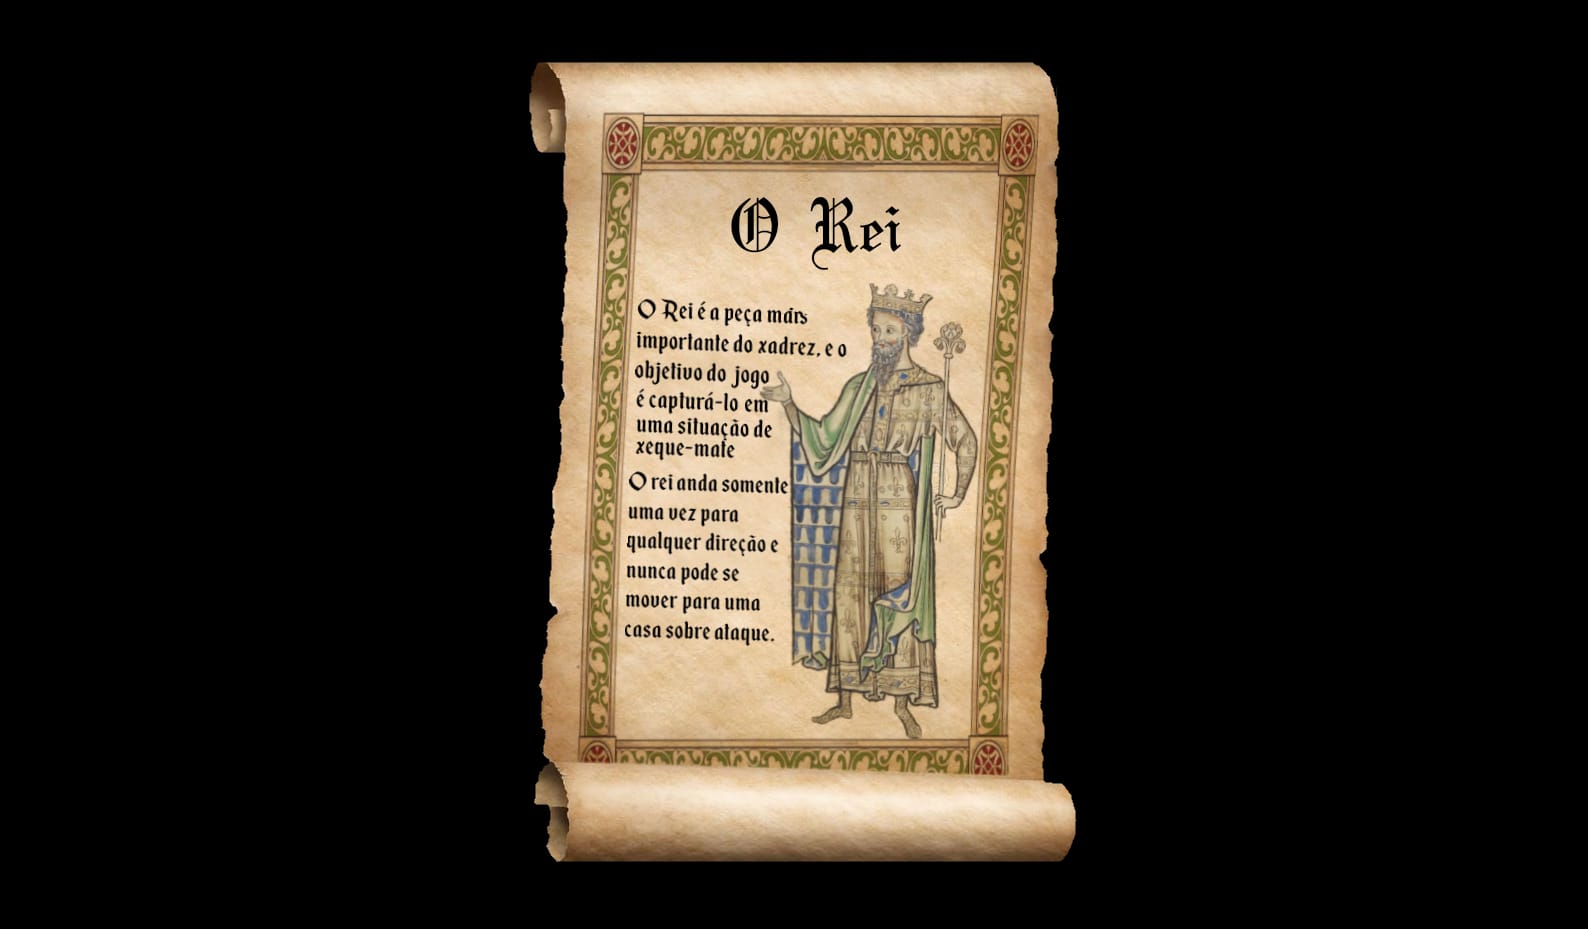 O Rei
O Rei é a peça mais
importante do xadrez, e o
objetivo do jogo
é capturá-lo em
uma situação de
xeque-mate
O rei anda somente
uma vez para
qualquer direção e
nunca pode se
mover para uma
casa sobre ataque.